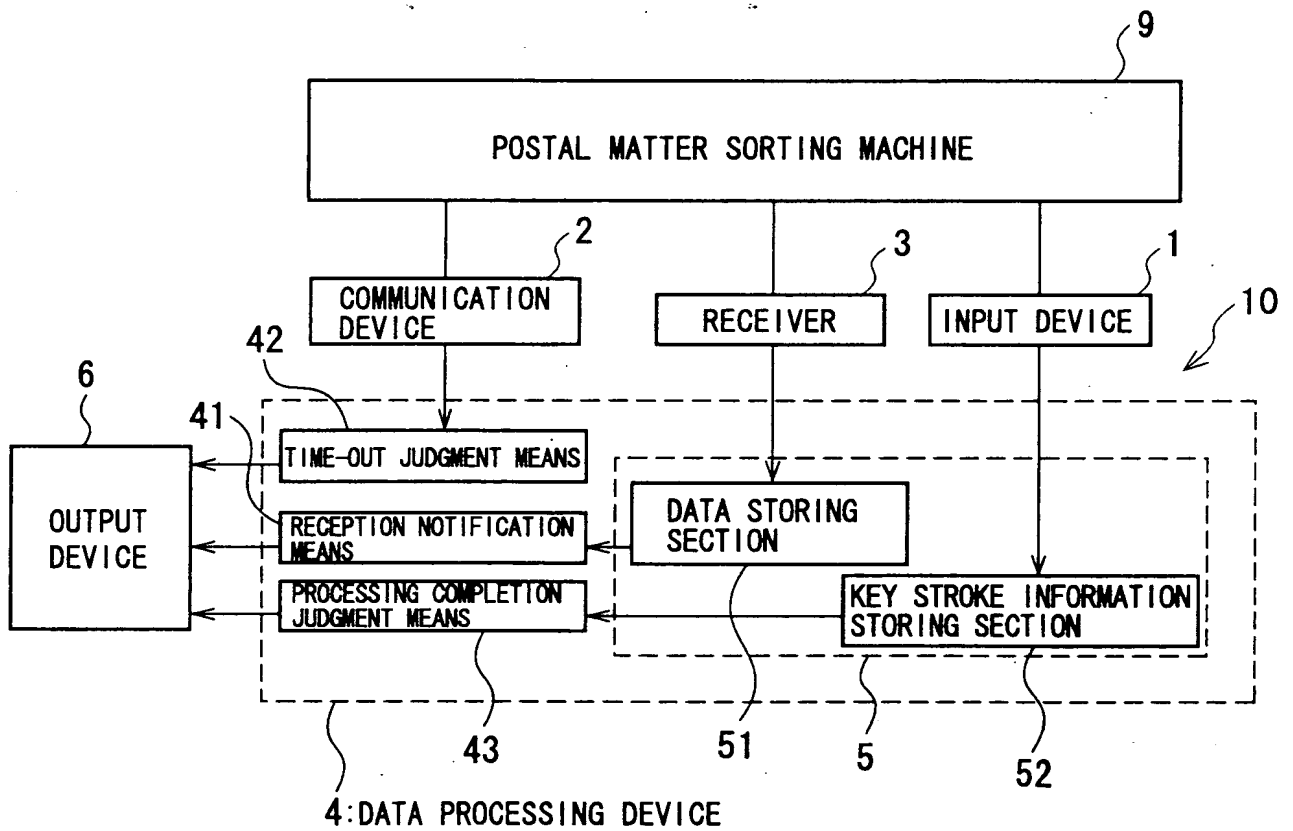 9
POSTAL MATTER SORTING MACHINE
2
3
1
COMMUNICATION
DEVICE
RECEIVER
INPUT DEVICE
10
42
6
41
TIME-OUT JUDGMENT MEANS
OUTPUT
DEVICE
RECEPTION NOTIFICATION
MEANS
DATA STORING
SECTION
PROCESSING COMPLETION
JUDGMENT MEANS
KEY STROKE INFORMATION
STORING SECTION
43
51
5
52
4:DATA PROCESSING DEVICE